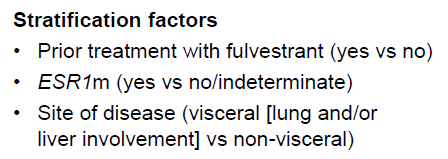 Stratification factors
• Prior treatment with fulvestrant (yes vs no)
• ESR1m (yes vs no/indeterminate)
• Site of disease (visceral [lung and/or
liver involvement] vs non-visceral)